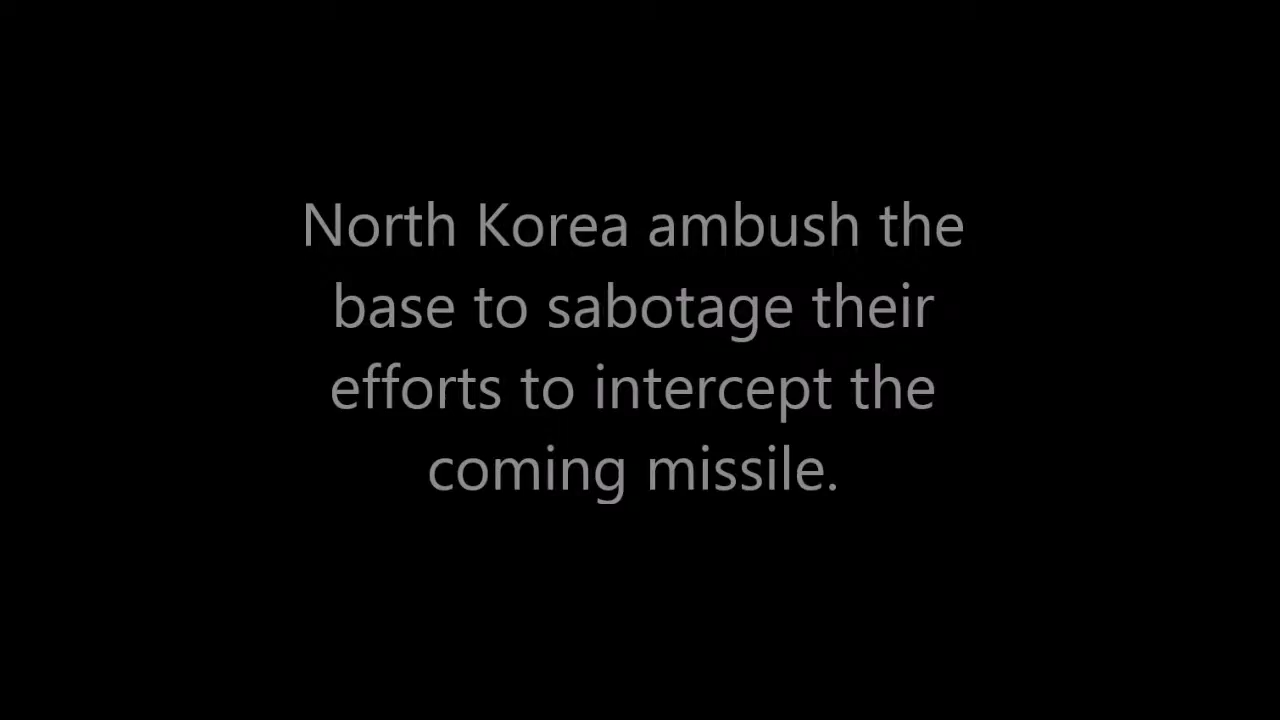 North Korea ambush the
base to sabotage their
efforts to intercept the
coming missile.